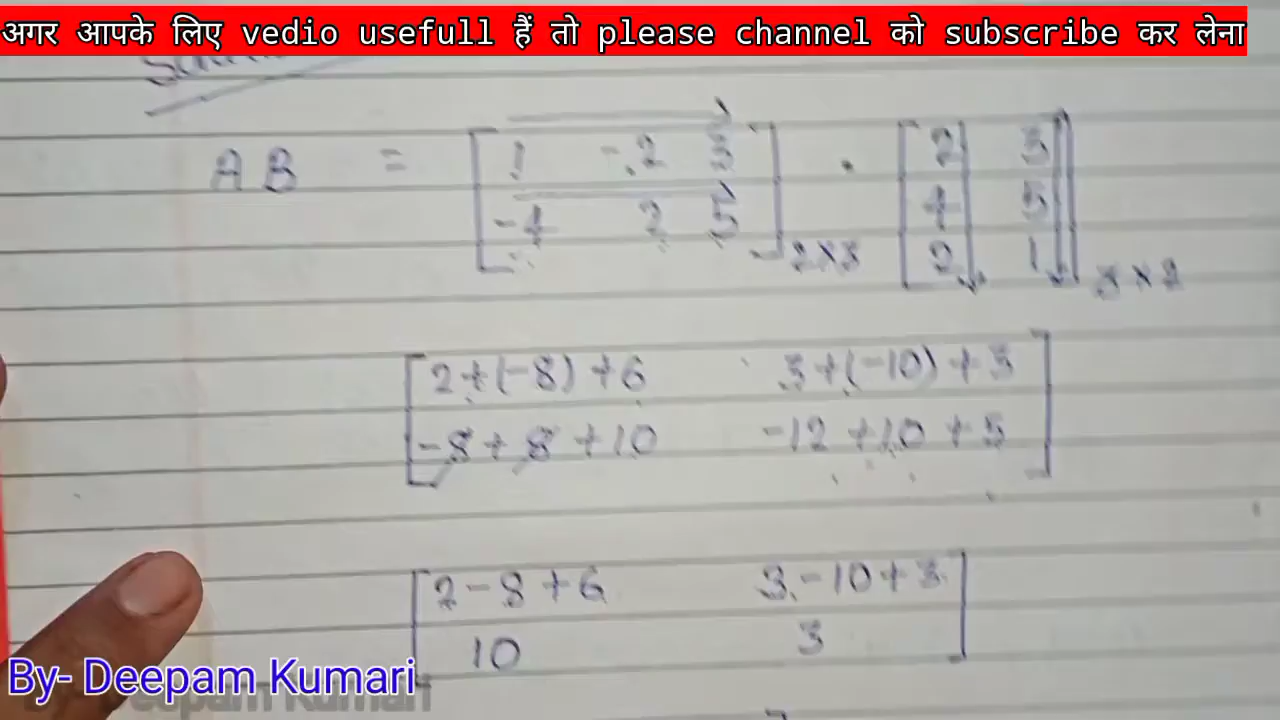 अगर आपके लिए vedio usefull हैं तो please channel को subscribe कर लेना
AB = [ 1 -2 3 ] . [ 2 3 ]
[ -4 2 5 ] 2×3 [ 4 5 ]
[ 2 1 ] 3×2
[ 2+(-8)+6 3+(-10)+3 ]
[ -8+8+10 -12+10+5 ]
[ 2-8+6 3-10+3 ]
[ 10 3 ]
By- Deepam Kumari